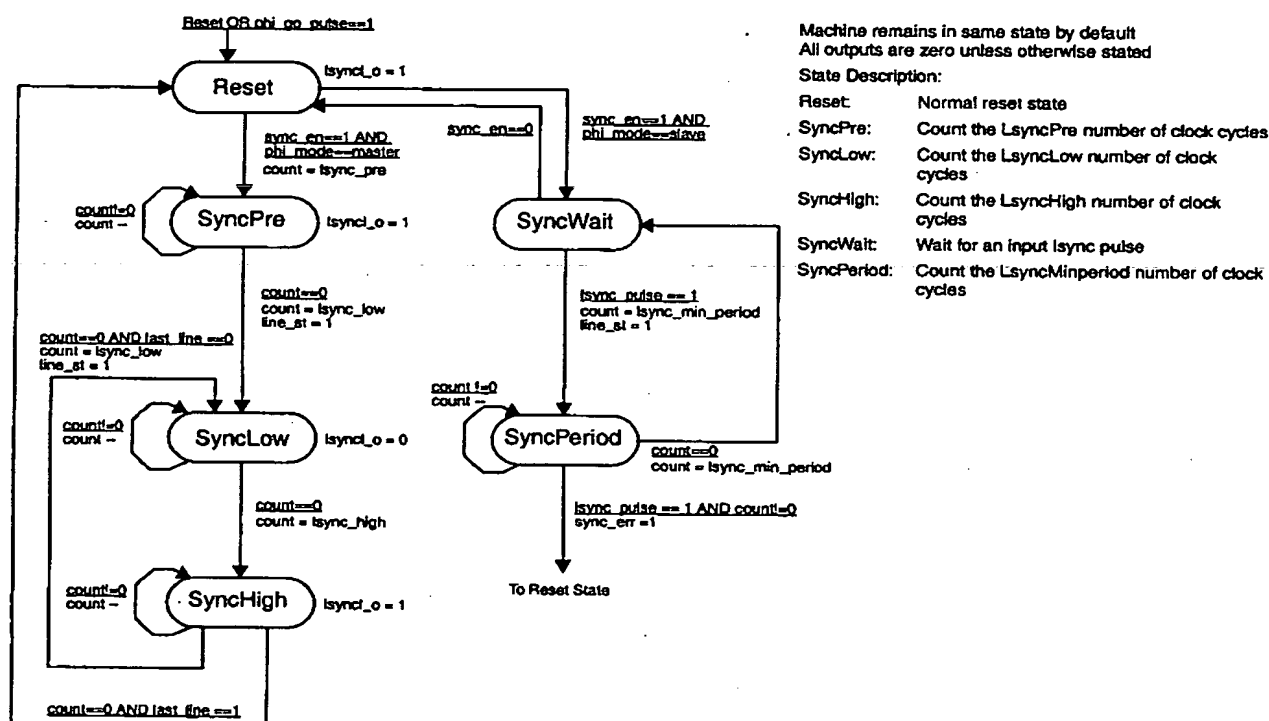 Reset OR phi_go_pulse==1
Reset
lsyncl_o = 1
sync_en==1 AND
phi_mode==master
count = lsync_pre
sync_en==0
sync_en==1 AND
phi_mode==slave
count!=0
count --
SyncPre
lsyncl_o = 1
SyncWait
count==0
count = lsync_low
line_st = 1
lsync_pulse == 1
count = lsync_min_period
line_st = 1
count==0 AND last_line ==0
count = lsync_low
line_st = 1
count!=0
count --
SyncLow
lsyncl_o = 0
count !=0
count --
SyncPeriod
count==0
count = lsync_min_period
count==0
count = lsync_high
lsync_pulse == 1 AND count!=0
sync_err =1
To Reset State
count!=0
count --
SyncHigh
lsyncl_o = 1
count==0 AND last_line ==1
Machine remains in same state by default
All outputs are zero unless otherwise stated
State Description:
Reset: Normal reset state
SyncPre: Count the LsyncPre number of clock cycles
SyncLow: Count the LsyncLow number of clock
cycles
SyncHigh: Count the LsyncHigh number of clock
cycles
SyncWait: Wait for an input lsync pulse
SyncPeriod: Count the LsyncMinperiod number of clock
cycles